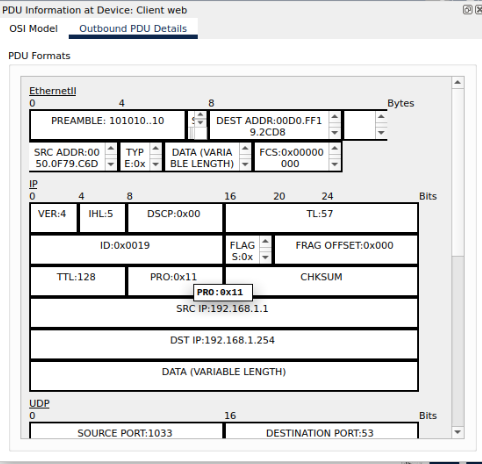 PDU Information at Device: Client web
OSI Model Outbound PDU Details
PDU Formats
EthernetII
0 4 8 Bytes
PREAMBLE: 101010..10 DEST ADDR:00D0.FF1
9.2CD8
SRC ADDR:00 TYP DATA (VARIA FCS:0x00000
50.0F79.C6D E:0x BLE LENGTH) 000
IP
0 4 8 16 20 24 Bits
VER:4 IHL:5 DSCP:0x00 TL:57
ID:0x0019 FLAG FRAG OFFSET:0x000
S:0x
TTL:128 PRO:0x11 CHKSUM
PRO:0x11
SRC IP:192.168.1.1
DST IP:192.168.1.254
DATA (VARIABLE LENGTH)
UDP
0 16 Bits
SOURCE PORT:1033 DESTINATION PORT:53